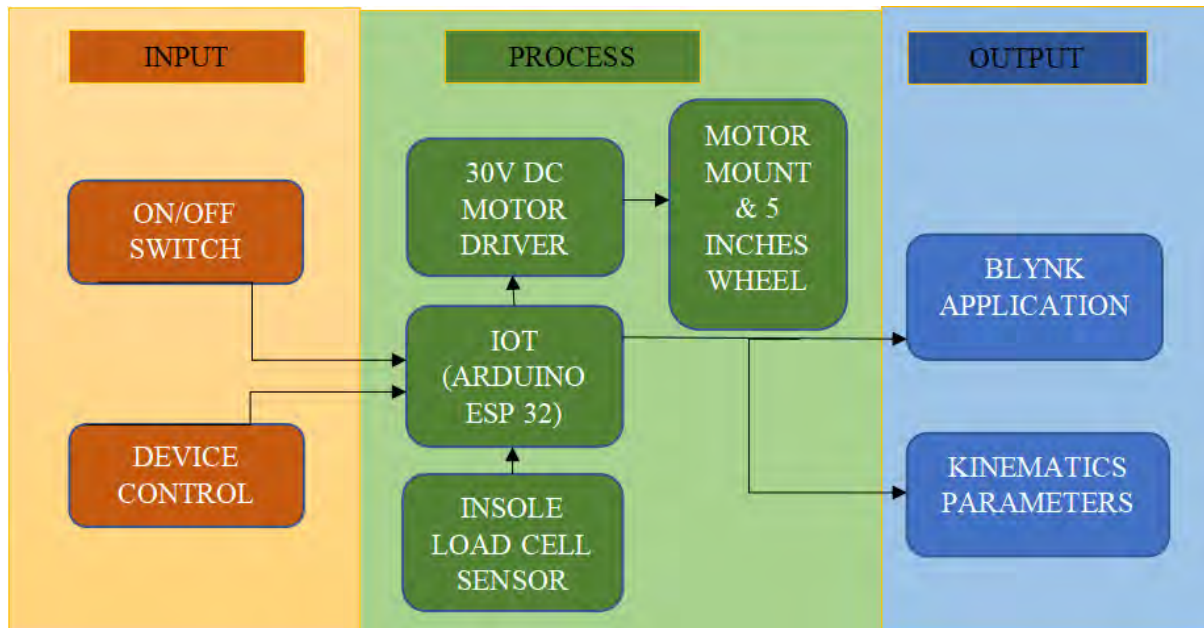 INPUT
PROCESS
OUTPUT
ON/OFF
SWITCH
DEVICE
CONTROL
30V DC
MOTOR
DRIVER
MOTOR
MOUNT
& 5
INCHES
WHEEL
IOT
(ARDUINO
ESP 32)
INSOLE
LOAD CELL
SENSOR
BLYNK
APPLICATION
KINEMATICS
PARAMETERS